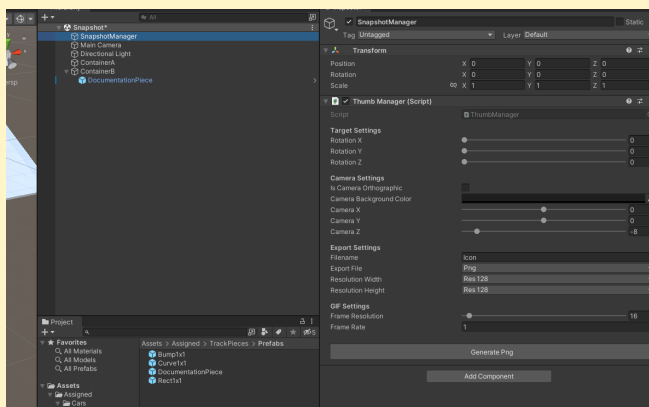 All
Snapshot*
SnapshotManager
Main Camera
Directional Light
ContainerA
ContainerB
DocumentationPiece
Project
5
Favorites
All Materials
All Models
All Prefabs
Assets
Assigned
Cars
Assets > Assigned > TrackPieces > Prefabs
Bump1x1
Curve1x1
DocumentationPiece
Rect1x1
SnapshotManager Static
Tag Untagged Layer Default
Transform
Position X 0 Y 0 Z 0
Rotation X 0 Y 0 Z 0
Scale X 1 Y 1 Z 1
Thumb Manager (Script)
Script ThumbManager
Target Settings
Rotation X 0
Rotation Y 0
Rotation Z 0
Camera Settings
Is Camera Orthographic
Camera Background Color
Camera X 0
Camera Y 0
Camera Z -8
Export Settings
Filename Icon
Export File Png
Resolution Width Res 128
Resolution Height Res 128
GIF Settings
Frame Resolution 16
Frame Rate 1
Generate Png
Add Component